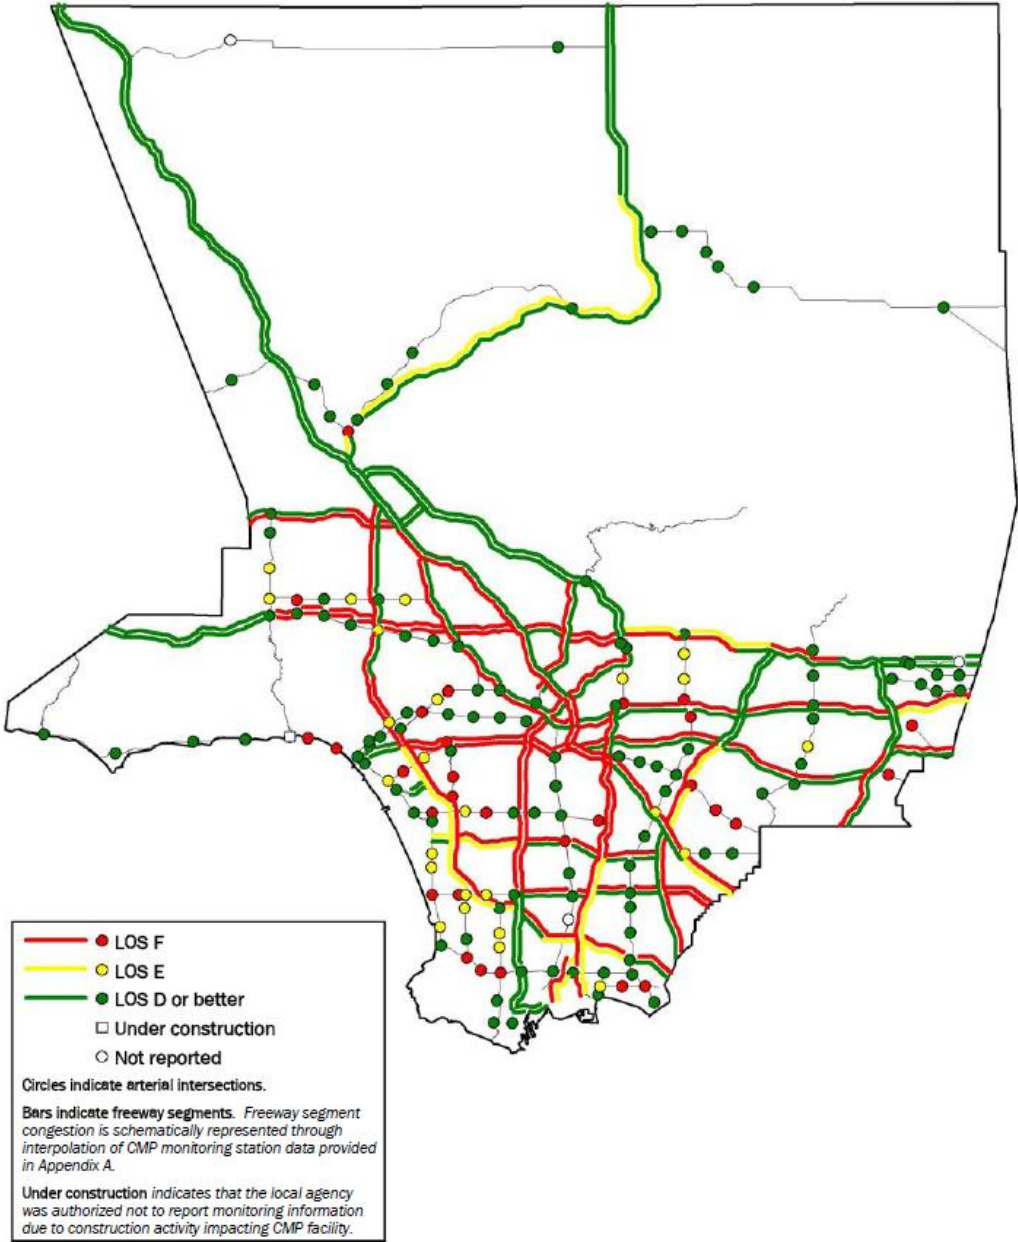 LOS F
LOS E
LOS D or better
Under construction
Not reported
Circles indicate arterial intersections.
Bars indicate freeway segments. Freeway segment
congestion is schematically represented through
interpolation of CMP monitoring station data provided
in Appendix A.
Under construction indicates that the local agency
was authorized not to report monitoring information
due to construction activity impacting CMP facility.